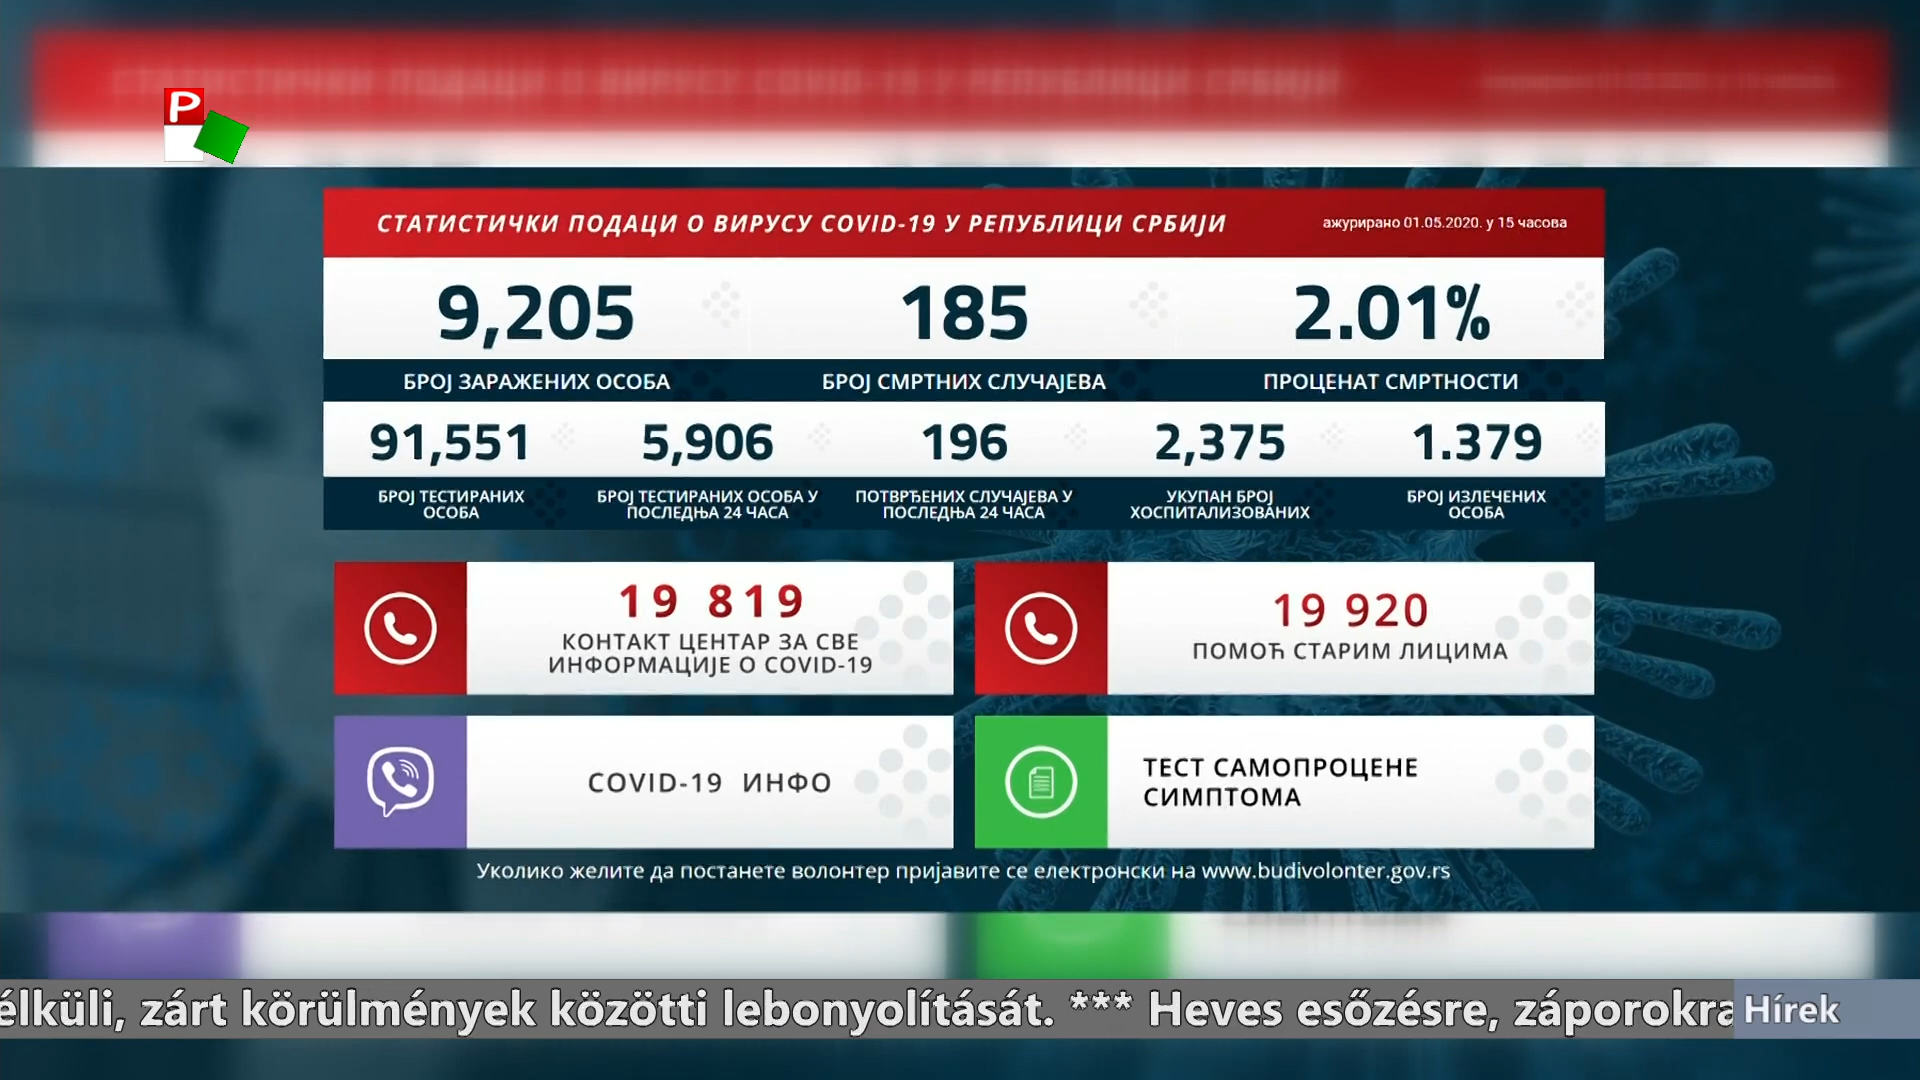 P
СТАТИСТИЧКИ ПОДАЦИ О ВИРУСУ COVID-19 У РЕПУБЛИЦИ СРБИЈИ
ажурирано 01.05.2020. у 15 часова
9,205 185 2.01%
БРОЈ ЗАРАЖЕНИХ ОСОБА БРОЈ СМРТНИХ СЛУЧАЈЕВА ПРОЦЕНАТ СМРТНОСТИ
91,551 5,906 196 2,375 1.379
БРОЈ ТЕСТИРАНИХ
ОСОБА
БРОЈ ТЕСТИРАНИХ ОСОБА У
ПОСЛЕДЊА 24 ЧАСА
ПОТВРЂЕНИХ СЛУЧАЈЕВА У
ПОСЛЕДЊА 24 ЧАСА
УКУПАН БРОЈ
ХОСПИТАЛИЗОВАНИХ
БРОЈ ИЗЛЕЧЕНИХ
ОСОБА
19 819
КОНТАКТ ЦЕНТАР ЗА СВЕ
ИНФОРМАЦИЈЕ О COVID-19
19 920
ПОМОЋ СТАРИМ ЛИЦИМА
COVID-19 ИНФО
ТЕСТ САМОПРОЦЕНЕ
СИМПТОМА
Уколико желите да постанете волонтер пријавите се електронски на www.budivolonter.gov.rs
élküli, zárt körülmények közötti lebonyolítását. *** Heves esőzésre, záporokra
Hírek